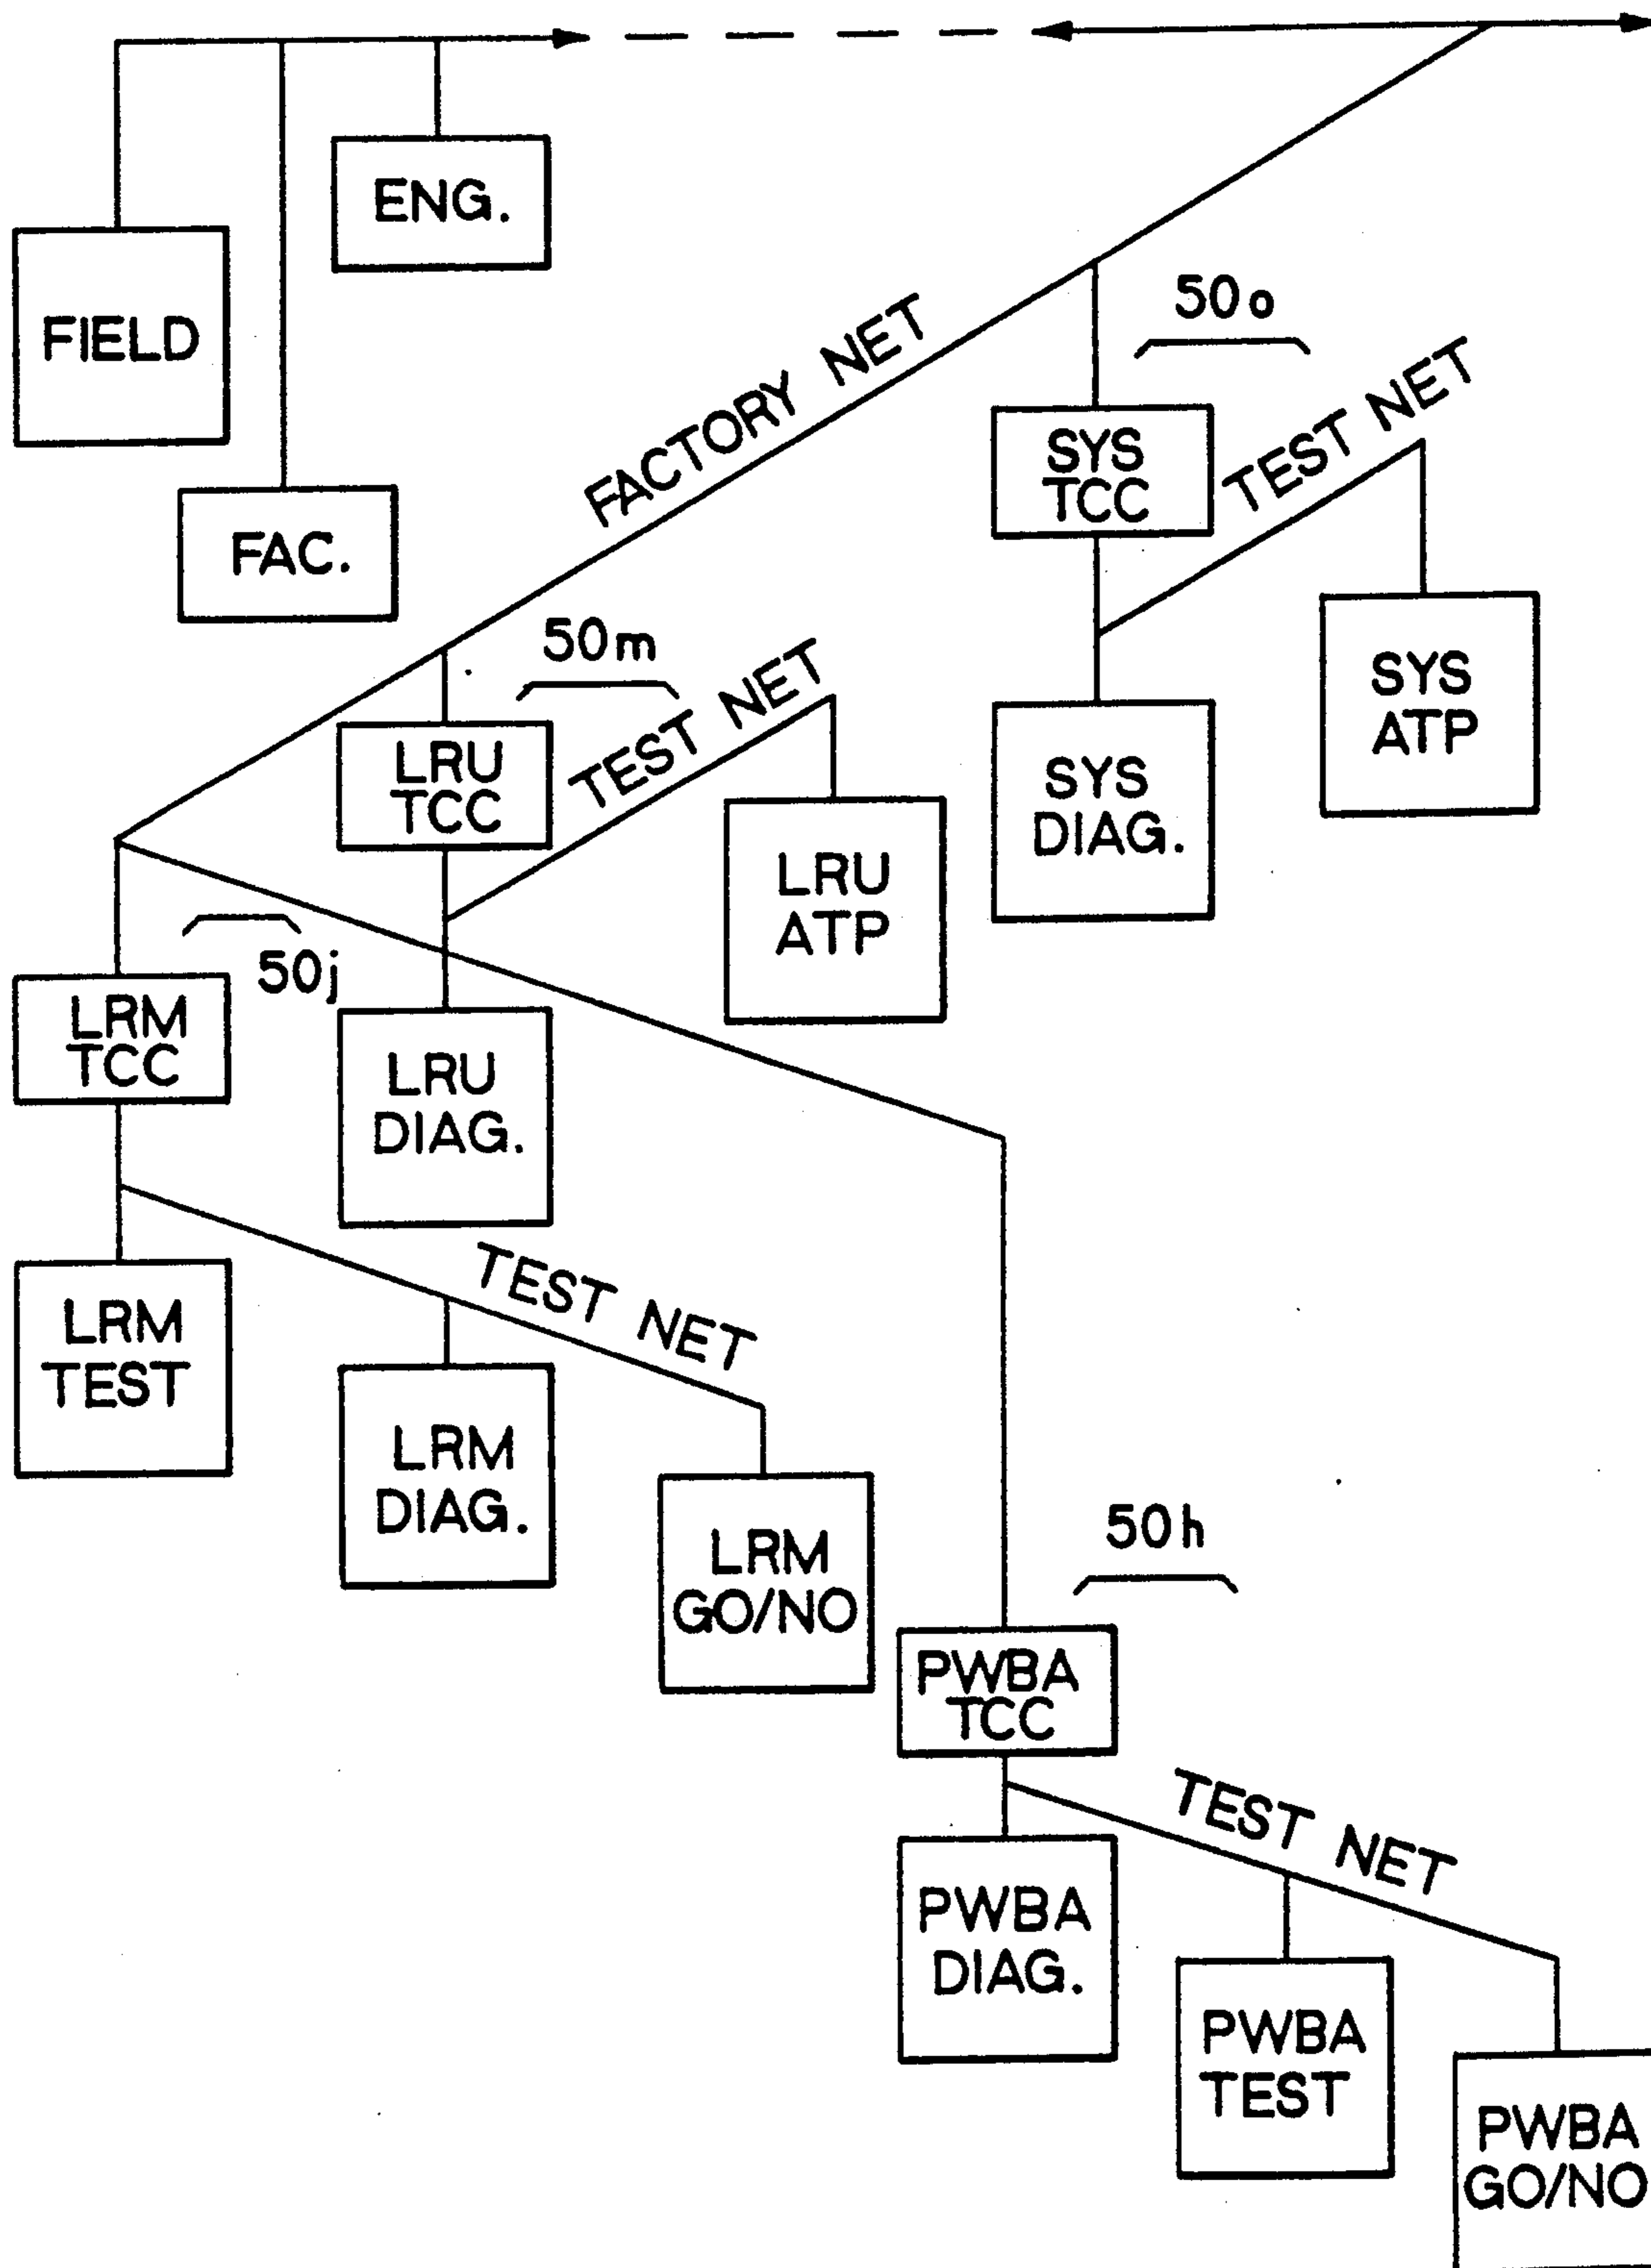 ENG.
FIELD
FAC.
FACTORY NET
50o
SYS
TCC
TEST NET
SYS
ATP
SYS
DIAG.
50m
LRU
TCC
TEST NET
LRU
ATP
50j
LRM
TCC
LRU
DIAG.
TEST NET
LRM
TEST
LRM
DIAG.
LRM
GO/NO
50h
PWBA
TCC
TEST NET
PWBA
DIAG.
PWBA
TEST
PWBA
GO/NO